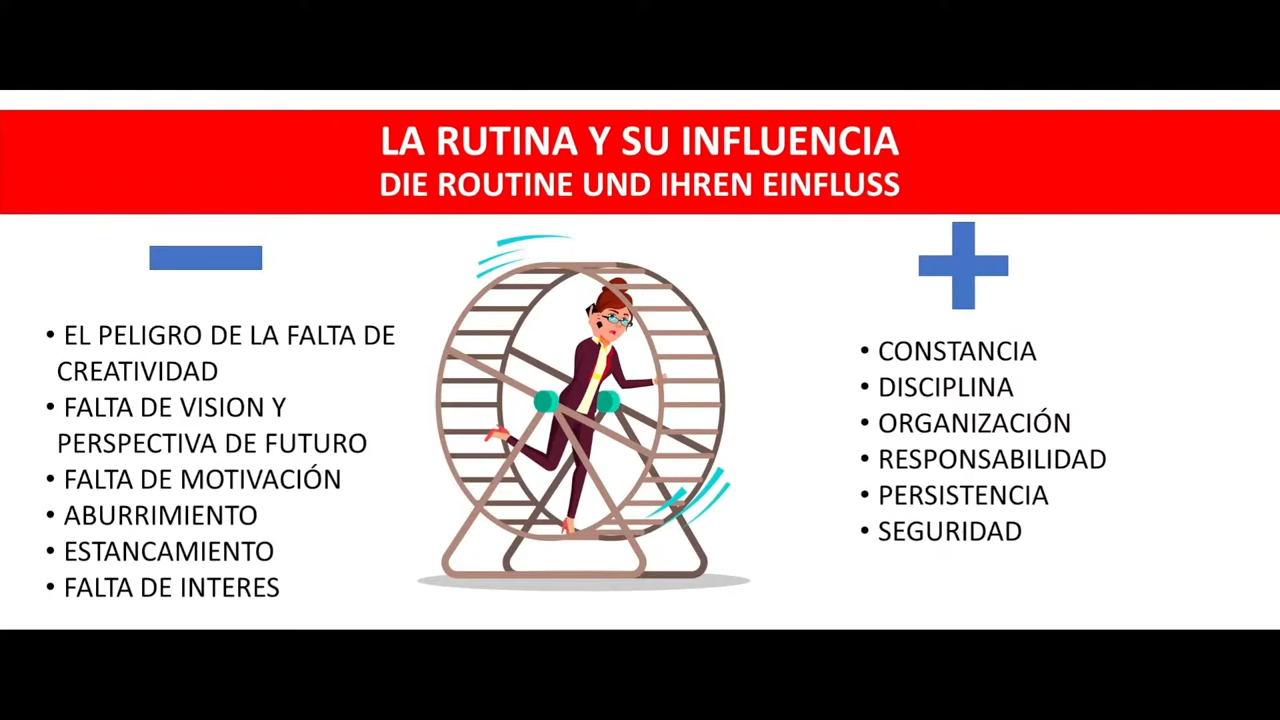 LA RUTINA Y SU INFLUENCIA
DIE ROUTINE UND IHREN EINFLUSS
• EL PELIGRO DE LA FALTA DE
CREATIVIDAD
• FALTA DE VISION Y
PERSPECTIVA DE FUTURO
• FALTA DE MOTIVACIÓN
• ABURRIMIENTO
• ESTANCAMIENTO
• FALTA DE INTERES
• CONSTANCIA
• DISCIPLINA
• ORGANIZACIÓN
• RESPONSABILIDAD
• PERSISTENCIA
• SEGURIDAD